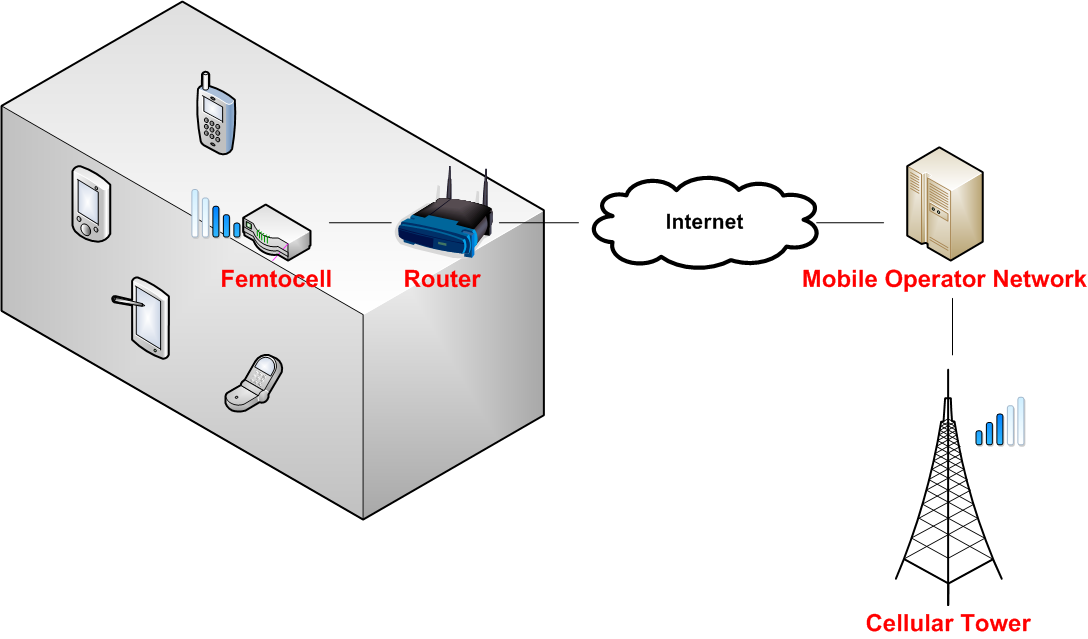 Internet
Femtocell
Router
Mobile Operator Network
Cellular Tower